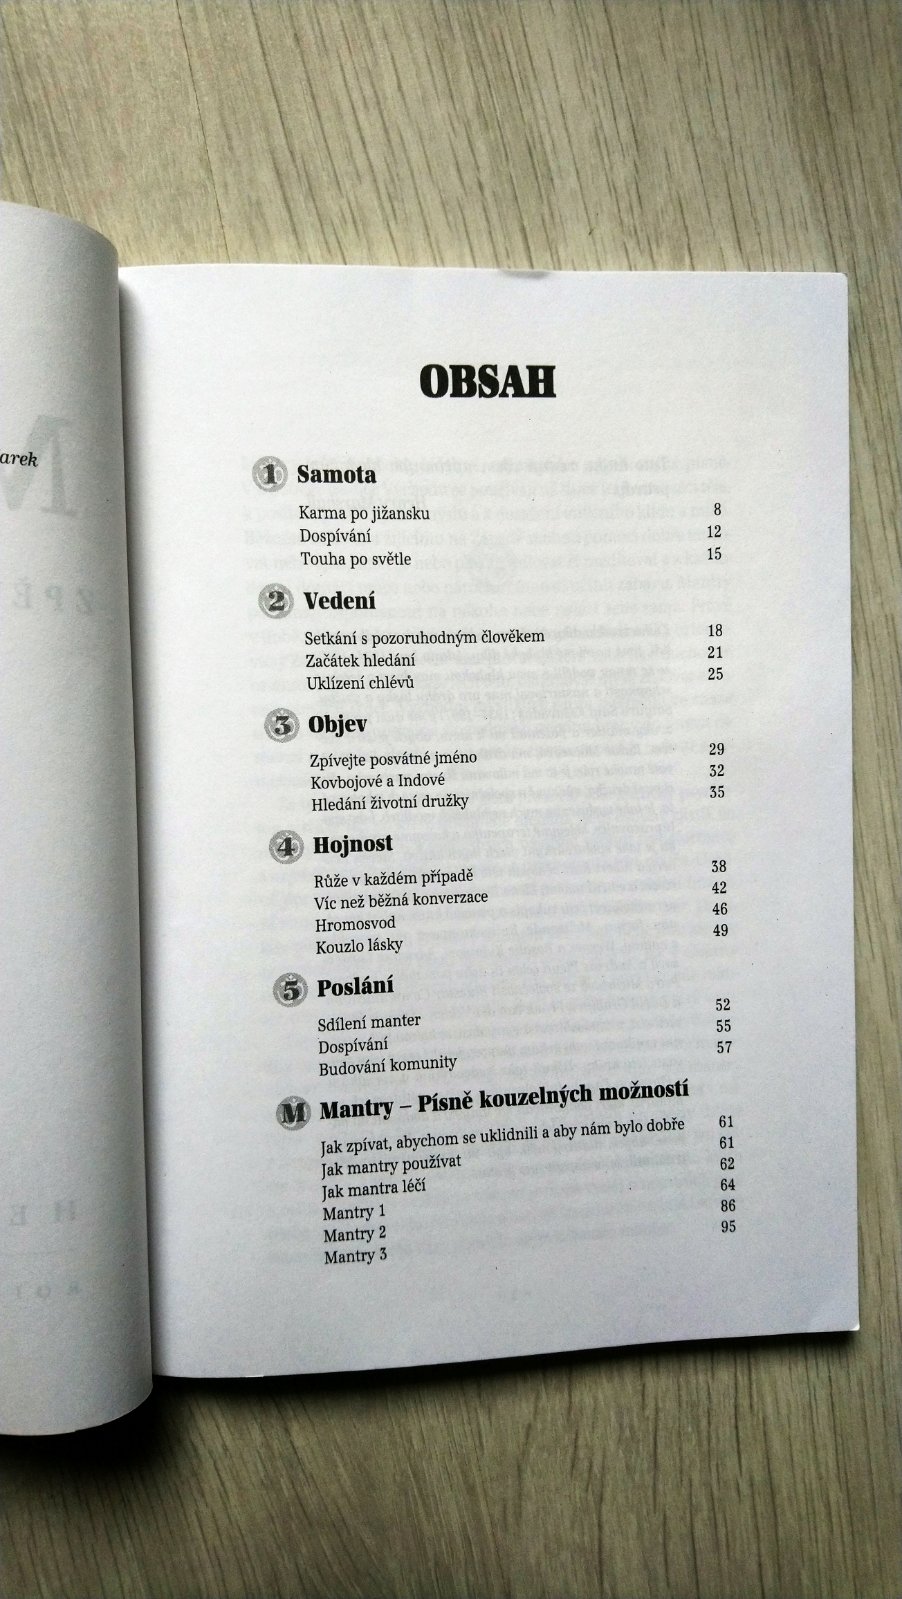 arek
OBSAH
1 Samota
Karma po jižansku 8
Dospívání 12
Touha po světle 15
2 Vedení
Setkání s pozoruhodným člověkem 18
Začátek hledání 21
Uklízení chlévů 25
3 Objev
Zpívejte posvátné jméno 29
Kovbojové a Indové 32
Hledání životní družky 35
4 Hojnost
Růže v každém případě 38
Víc než běžná konverzace 42
Hromosvod 46
Kouzlo lásky 49
5 Poslání
Sdílení manter 52
Dospívání 55
Budování komunity 57
M Mantry – Písně kouzelných možností
Jak zpívat, abychom se uklidnili a aby nám bylo dobře 61
Jak mantry používat 61
Jak mantra léčí 62
Mantry 1 64
Mantry 2 86
Mantry 3 95